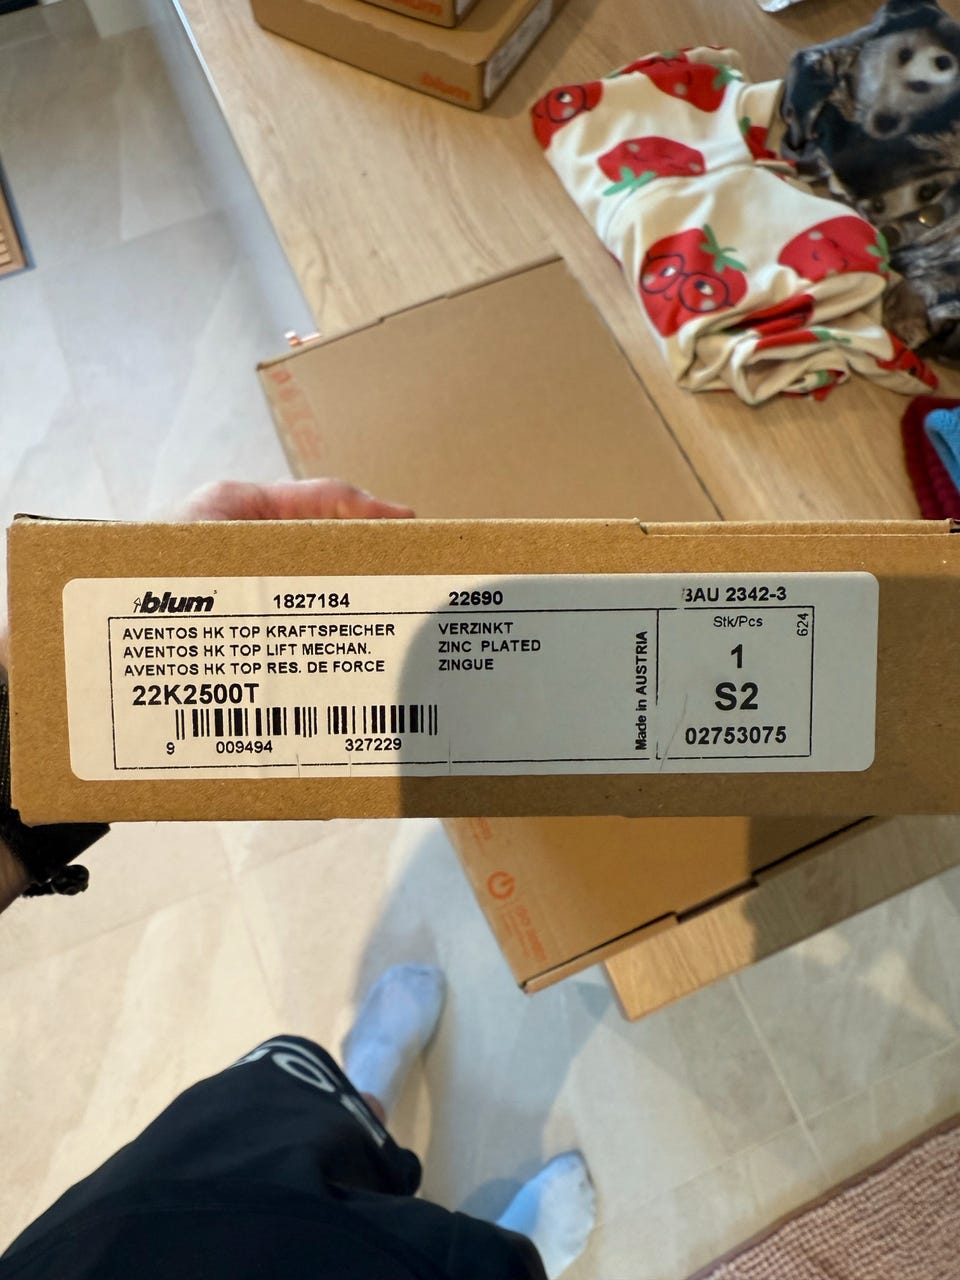 blum
blum
blum 1827184 22690 BAU 2342-3
AVENTOS HK TOP KRAFTSPEICHER VERZINKT
AVENTOS HK TOP LIFT MECHAN. ZINC PLATED
AVENTOS HK TOP RES. DE FORCE ZINGUE
22K2500T
9 009494 327229
Made in AUSTRIA
Stk/Pcs
624
1
S2
02753075